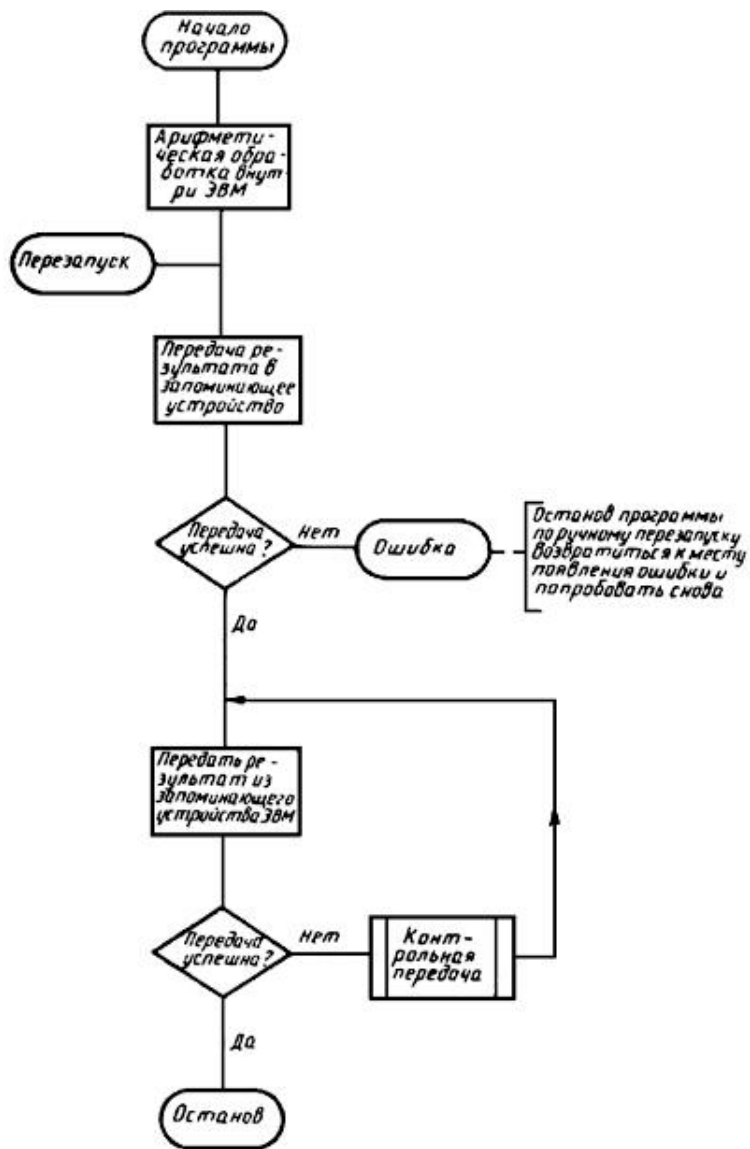 Начало
программы
Арифмети-
ческая обра-
ботка внут-
ри ЭВМ
Перезапуск
Передача ре-
зультата в
запоминающее
устройство
Передача
успешна?
Нет
Ошибка
Останов программы
по ручному перезапуску
возвратиться к месту
появления ошибки и
попробовать снова
Да
Передать ре-
зультат из
запоминающего
устройства ЭВМ
Передача
успешна?
Нет
Конт-
рольная
передача
Да
Останов